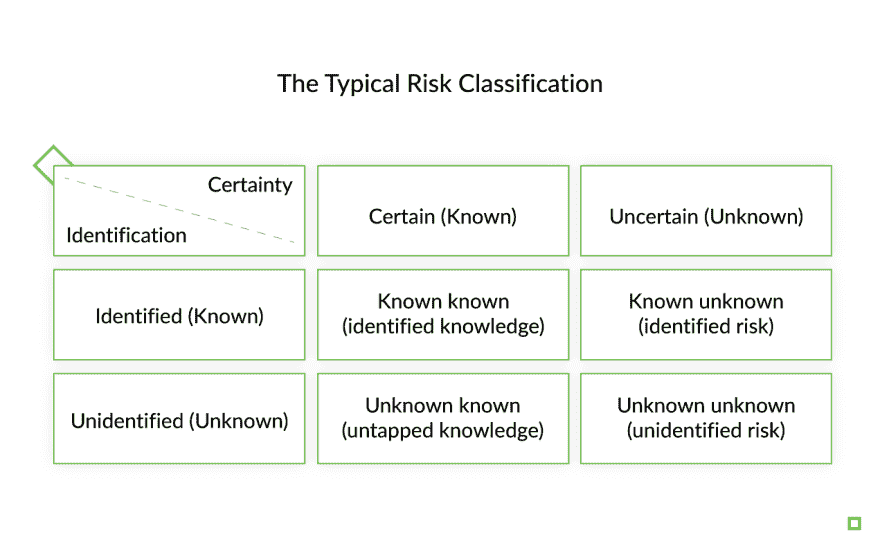 The Typical Risk Classification
Certainty
Identification
Certain (Known)
Uncertain (Unknown)
Identified (Known)
Known known
(identified knowledge)
Known unknown
(identified risk)
Unidentified (Unknown)
Unknown known
(untapped knowledge)
Unknown unknown
(unidentified risk)